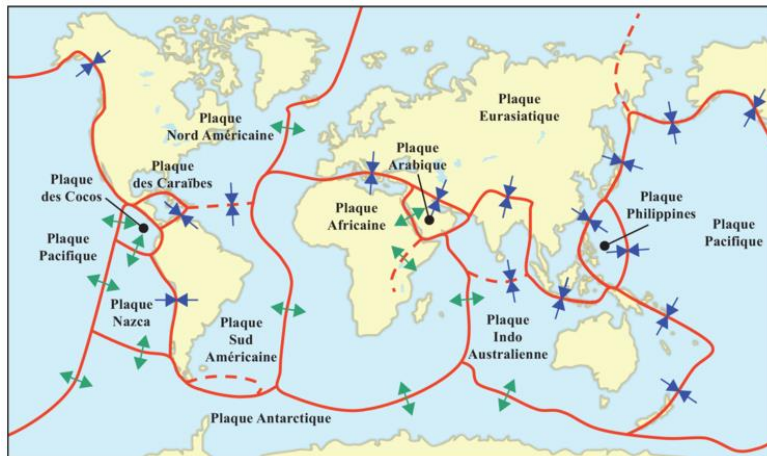 Plaque
Nord Américaine
Plaque
Eurasiatique
Plaque
Arabique
Plaque
des Caraïbes
Plaque
des Cocos
Plaque
Africaine
Plaque
Philippines
Plaque
Pacifique
Plaque
Pacifique
Plaque
Nazca
Plaque
Sud
Américaine
Plaque
Indo
Australienne
Plaque Antarctique